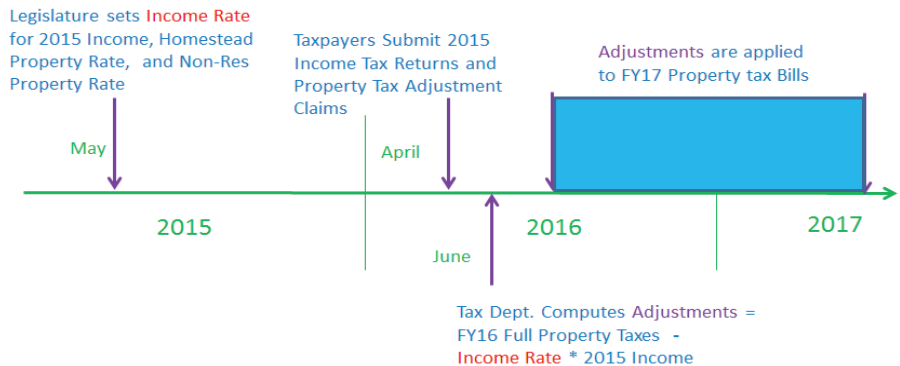 Legislature sets Income Rate
for 2015 Income, Homestead
Property Rate, and Non-Res
Property Rate
Taxpayers Submit 2015
Income Tax Returns and
Property Tax Adjustment
Claims
Adjustments are applied
to FY17 Property tax Bills
May
April
2015
2016
2017
June
Tax Dept. Computes Adjustments =
FY16 Full Property Taxes -
Income Rate * 2015 Income